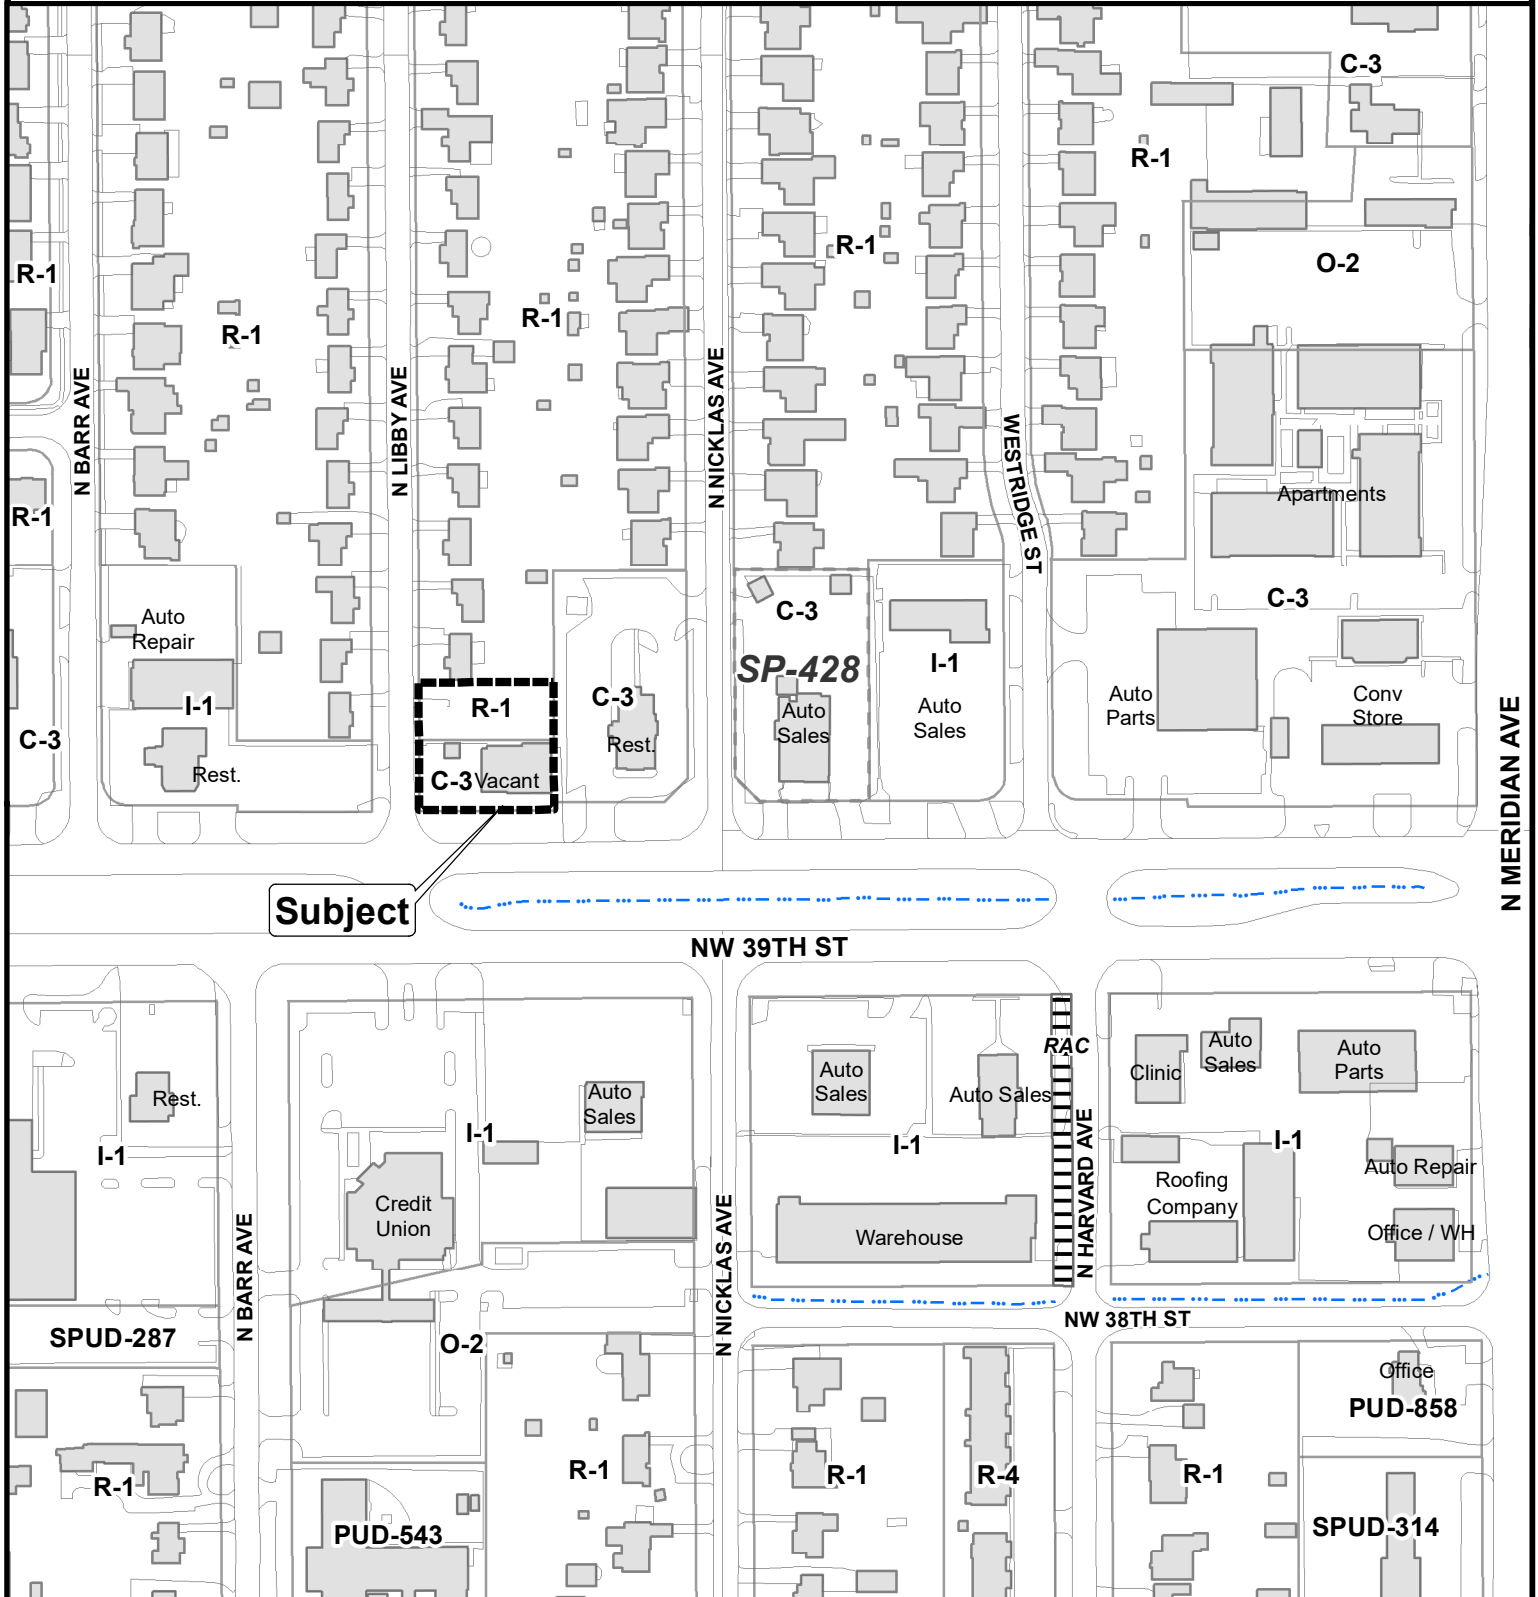 C-3
R-1
R-1
O-2
R-1
R-1
R-1
N BARR AVE
N LIBBY AVE
N NICKLAS AVE
WESTRIDGE ST
Apartments
R-1
C-3
C-3
Auto
Repair
SP-428
I-1
C-3
R-1
I-1
Auto
Sales
Auto
Sales
Auto
Parts
Conv
Store
C-3
Rest.
Rest.
C-3
Vacant
N MERIDIAN AVE
Subject
NW 39TH ST
RAC
Auto
Sales
Auto
Parts
Clinic
Auto
Sales
Auto Sales
Rest.
Auto
Sales
I-1
I-1
I-1
I-1
N HARVARD AVE
Auto Repair
Roofing
Company
Credit
Union
Warehouse
Office / WH
N BARR AVE
N NICKLAS AVE
NW 38TH ST
SPUD-287
O-2
Office
PUD-858
R-1
R-1
R-1
R-4
R-1
PUD-543
SPUD-314